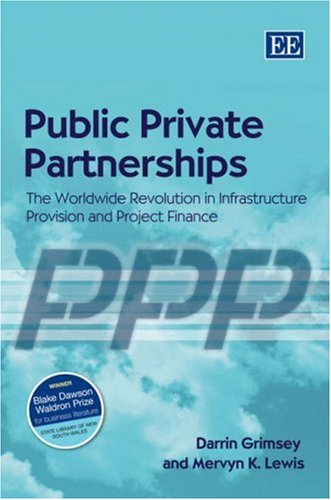 EE
Public Private
Partnerships
The Worldwide Revolution in Infrastructure
Provision and Project Finance
PPP
WINNER
Blake Dawson
Waldron Prize
for business literature
STATE LIBRARY OF NEW
SOUTH WALES
Darrin Grimsey
and Mervyn K. Lewis